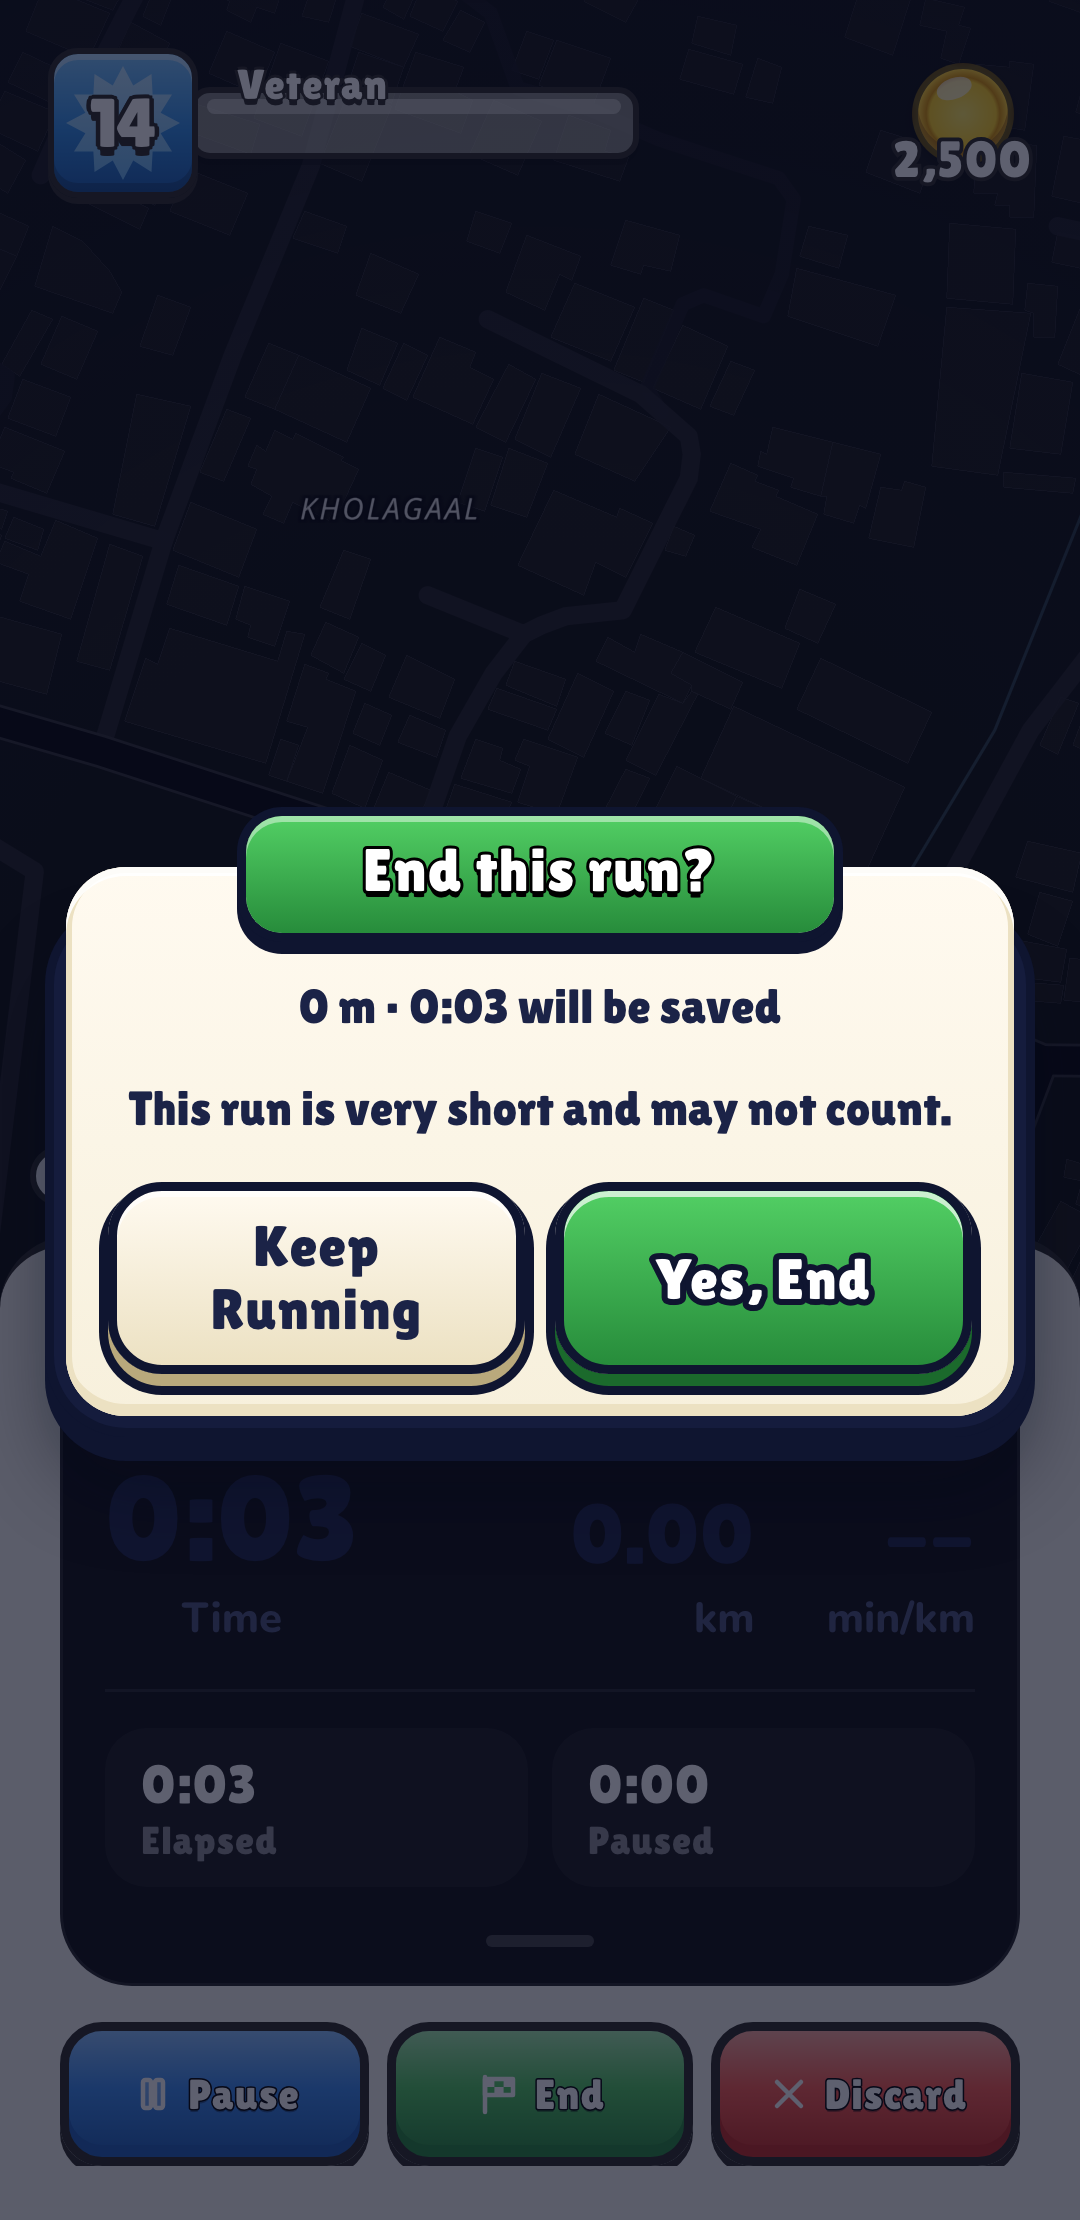 14
Veteran
2,500
KHOLAGAAL
End this run?
0 m · 0:03 will be saved
This run is very short and may not count.
Keep
Running
Yes, End
0:03
0.00
--
Time
km
min/km
0:03
Elapsed
0:00
Paused
Pause
End
Discard